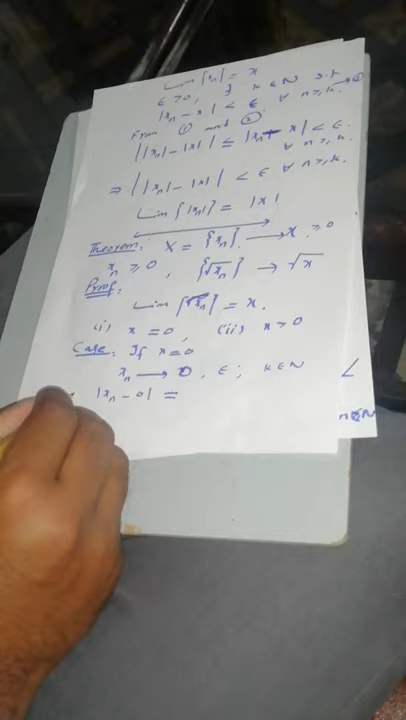 Lim {xn} = x
ε > 0, ∃ k ∈ N s.t
|xn - x| < ε ∀ n ≥ k. → ②
From ① and ②
||xn| - |x|| ≤ |xn - x| < ε. ∀ n ≥ k.
⇒ ||xn| - |x|| < ε ∀ n ≥ k.
Lim {|xn|} = |x|
Theorem: X = {xn} → x ≥ 0
xn ≥ 0, {√xn} → √x
Proof:
Lim {√xn} = x.
(i) x = 0, (ii) x > 0
Case: If x = 0
xn → 0, ε; k ∈ N
|xn - 0| =
n ∈ N